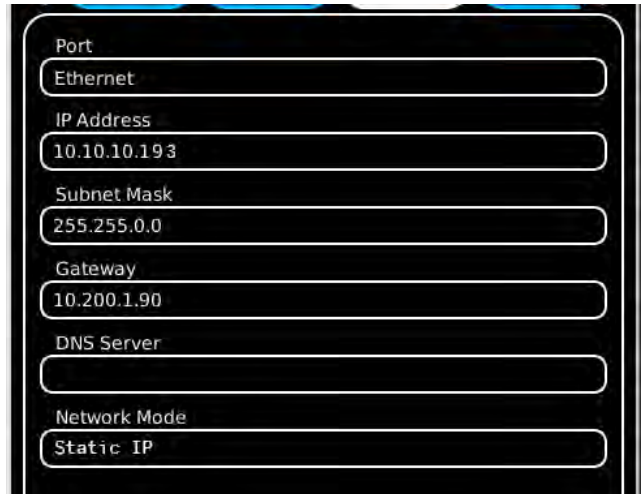 Port
Ethernet
IP Address
10.10.10.193
Subnet Mask
255.255.0.0
Gateway
10.200.1.90
DNS Server
Network Mode
Static IP